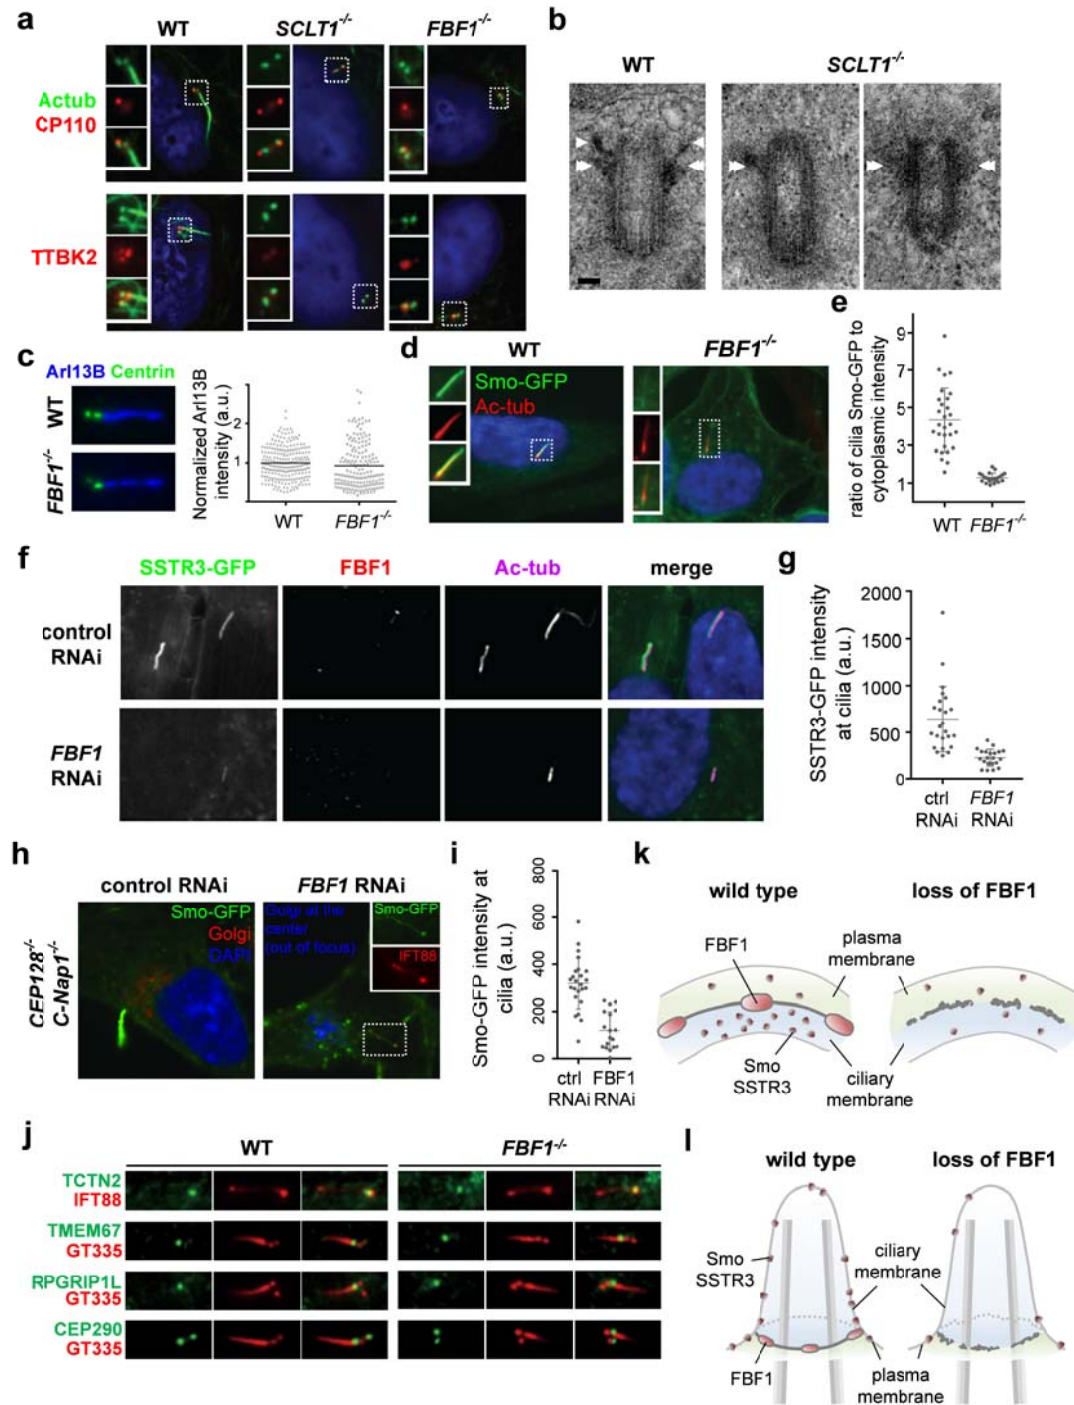 a
WT
SCLT1-/-
FBF1-/-
Actub
CP110
TTBK2
b
WT
SCLT1-/-
c
Arl13B Centrin
WT
FBF1-/-
Normalized Arl13B
intensity (a.u.)
2
1
WT
FBF1-/-
d
WT
FBF1-/-
Smo-GFP
Ac-tub
e
ratio of cilia Smo-GFP to
cytoplasmic intensity
9
7
5
3
1
WT FBF1-/-
f
SSTR3-GFP
FBF1
Ac-tub
merge
control
RNAi
FBF1
RNAi
g
SSTR3-GFP intensity
at cilia (a.u.)
2000
1500
1000
500
0
ctrl
RNAi
FBF1
RNAi
h
control RNAi
FBF1 RNAi
CEP128-/-
C-Nap1-/-
Smo-GFP
Golgi
DAPI
Golgi at the
center
(out of focus)
Smo-GFP
IFT88
i
Smo-GFP intensity at
cilia (a.u.)
800
600
400
200
0
ctrl
RNAi
FBF1
RNAi
k
wild type
loss of FBF1
FBF1
plasma
membrane
Smo
SSTR3
ciliary
membrane
j
WT
FBF1-/-
TCTN2
IFT88
TMEM67
GT335
RPGRIP1L
GT335
CEP290
GT335
l
wild type
loss of FBF1
Smo
SSTR3
ciliary
membrane
FBF1
plasma
membrane